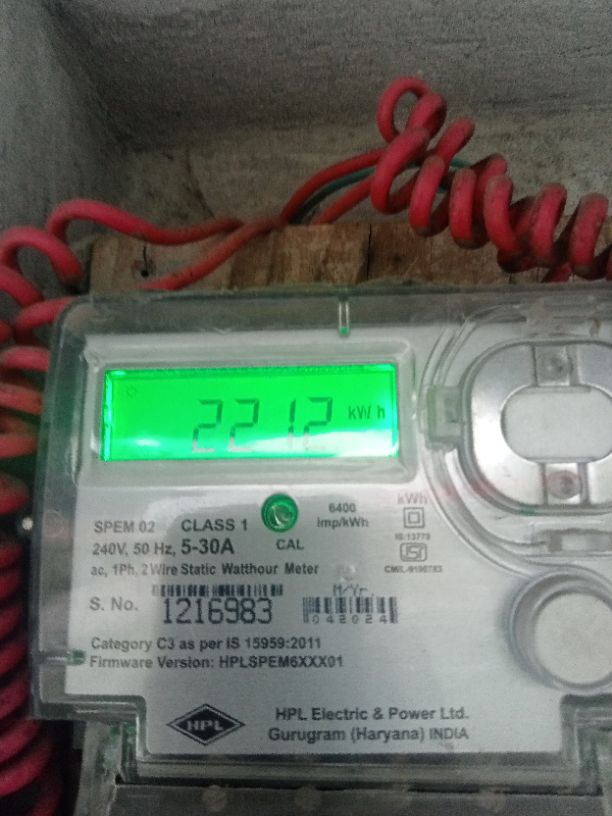 2212 kW h
SPEM 02 CLASS 1
6400 imp/kWh
kWh
240V, 50 Hz, 5-30A
CAL
IS:13779
ac, 1Ph, 2 Wire Static Watthour Meter
M/Yr.
S. No. 1216983
042024
Category C3 as per IS 15959:2011
Firmware Version: HPLSPEM6XXX01
HPL
HPL Electric & Power Ltd.
Gurugram (Haryana) INDIA